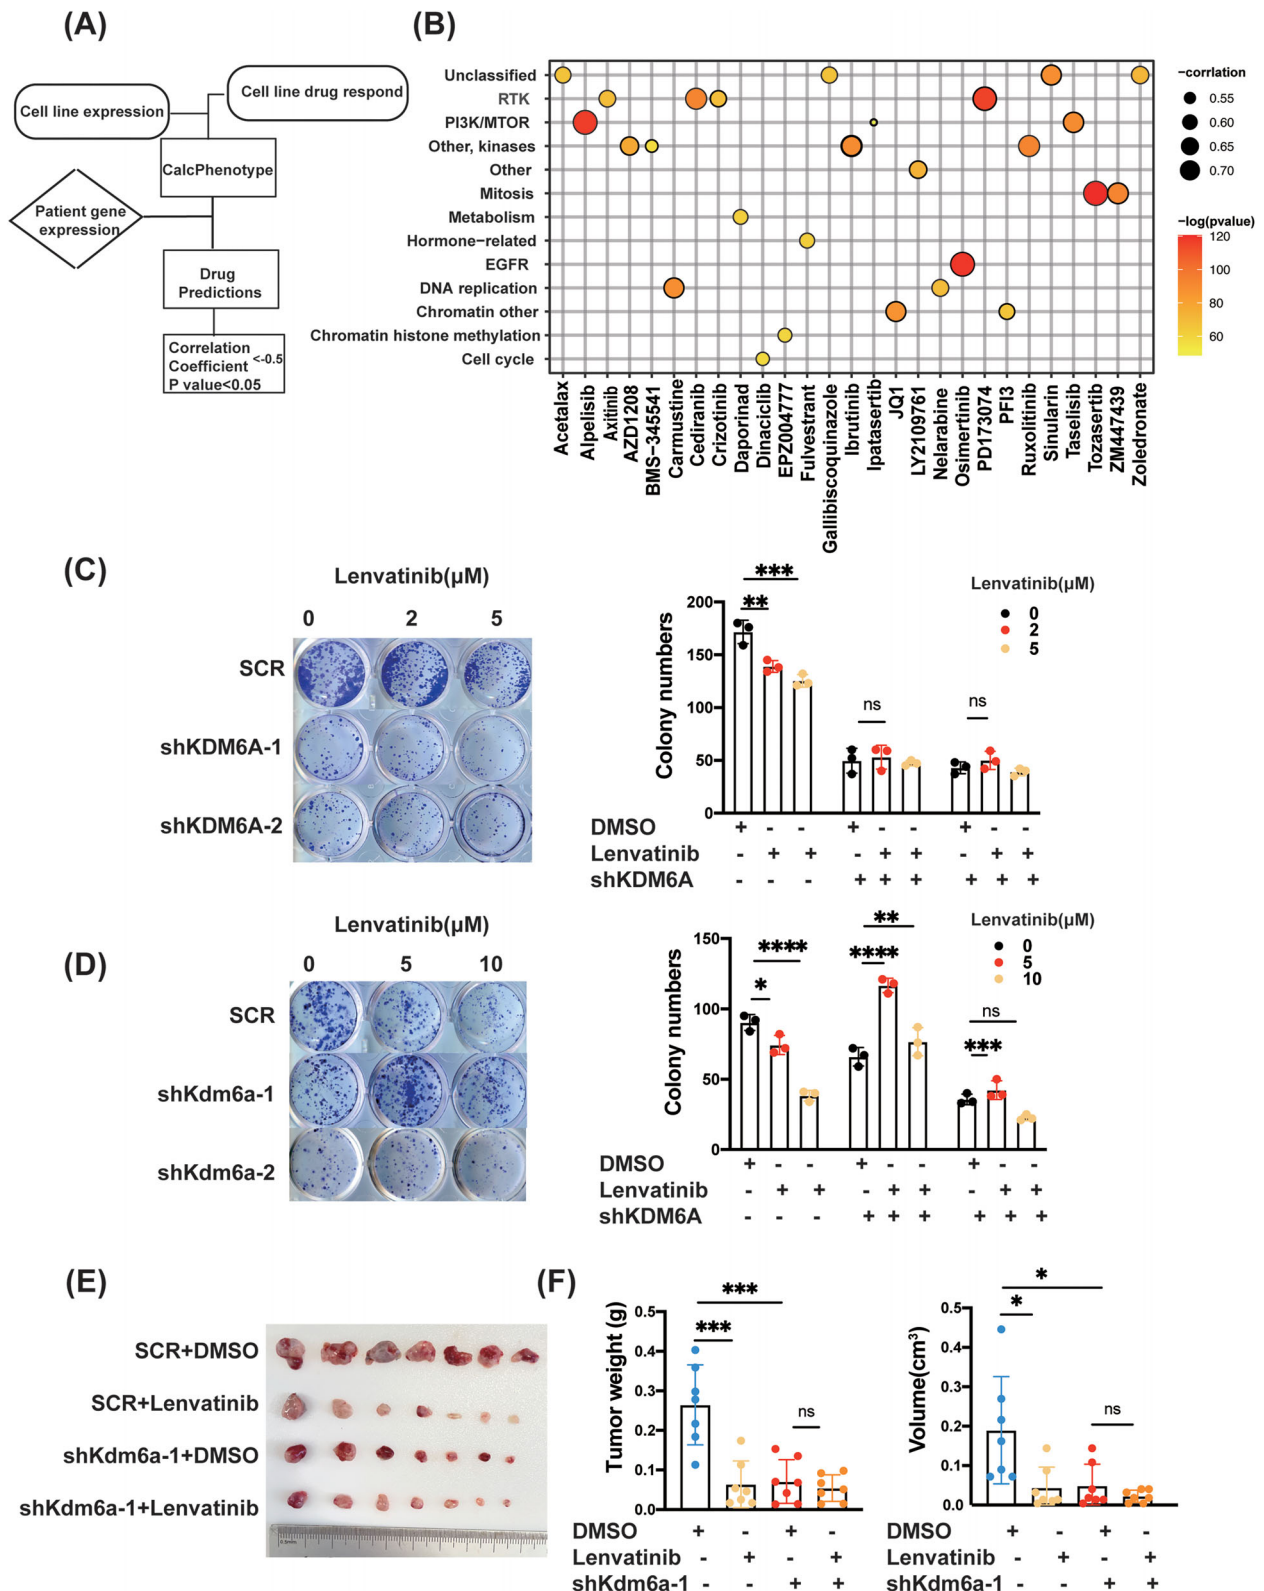 (A)
Cell line expression
Cell line drug respond
CalcPhenotype
Patient gene
expression
Drug
Predictions
Correlation
Coefficient <-0.5
P value<0.05
(B)
Unclassified
RTK
PI3K/MTOR
Other, kinases
Other
Mitosis
Metabolism
Hormone−related
EGFR
DNA replication
Chromatin other
Chromatin histone methylation
Cell cycle
Acetalax
Alpelisib
Axitinib
AZD1208
BMS−345541
Carmustine
Cediranib
Crizotinib
Daporinad
Dinaciclib
EPZ004777
Fulvestrant
Gallibiscoquinazole
Ibrutinib
Ipatasertib
JQ1
LY2109761
Nelarabine
Osimertinib
PD173074
PFI3
Ruxolitinib
Sinularin
Taselisib
Tozasertib
ZM447439
Zoledronate
−corrlation
0.55
0.60
0.65
0.70
−log(pvalue)
120
100
80
60
(C)
Lenvatinib(μM)
0 2 5
SCR
shKDM6A-1
shKDM6A-2
Colony numbers
200
150
100
50
0
*** 
**
ns
ns
Lenvatinib(μM)
0
2
5
DMSO + - - + - - + - -
Lenvatinib - + + - + + - + +
shKDM6A - - - + + + + + +
(D)
Lenvatinib(μM)
0 5 10
SCR
shKdm6a-1
shKdm6a-2
Colony numbers
150
100
50
0
****
*
**
****
ns
***
Lenvatinib(μM)
0
5
10
DMSO + - - + - - + - -
Lenvatinib - + + - + + - + +
shKDM6A - - - + + + + + +
(E)
SCR+DMSO
SCR+Lenvatinib
shKdm6a-1+DMSO
shKdm6a-1+Lenvatinib
0.5mm
(F)
Tumor weight (g)
0.5
0.4
0.3
0.2
0.1
0.0
***
***
ns
DMSO + - + -
Lenvatinib - + - +
shKdm6a-1 - - + +
Volume(cm³)
0.5
0.4
0.3
0.2
0.1
0.0
*
*
ns
DMSO + - + -
Lenvatinib - + - +
shKdm6a-1 - - + +